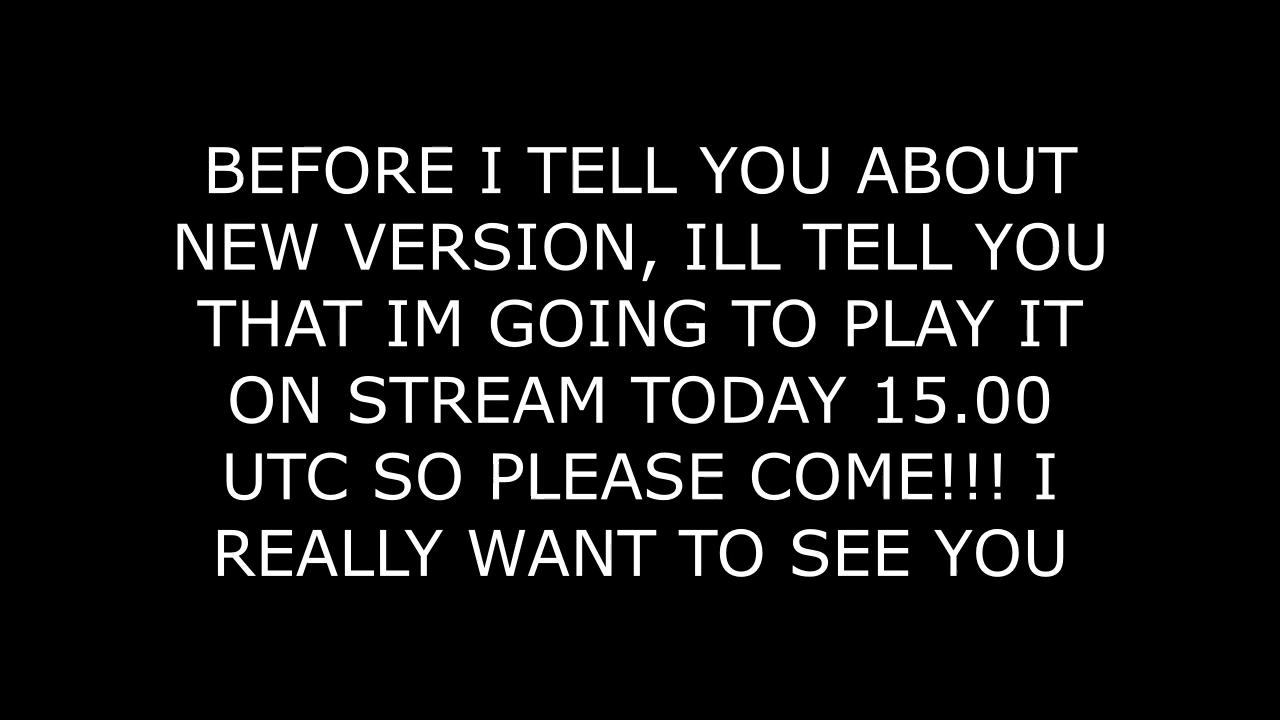 BEFORE I TELL YOU ABOUT
NEW VERSION, ILL TELL YOU
THAT IM GOING TO PLAY IT
ON STREAM TODAY 15.00
UTC SO PLEASE COME!!! I
REALLY WANT TO SEE YOU